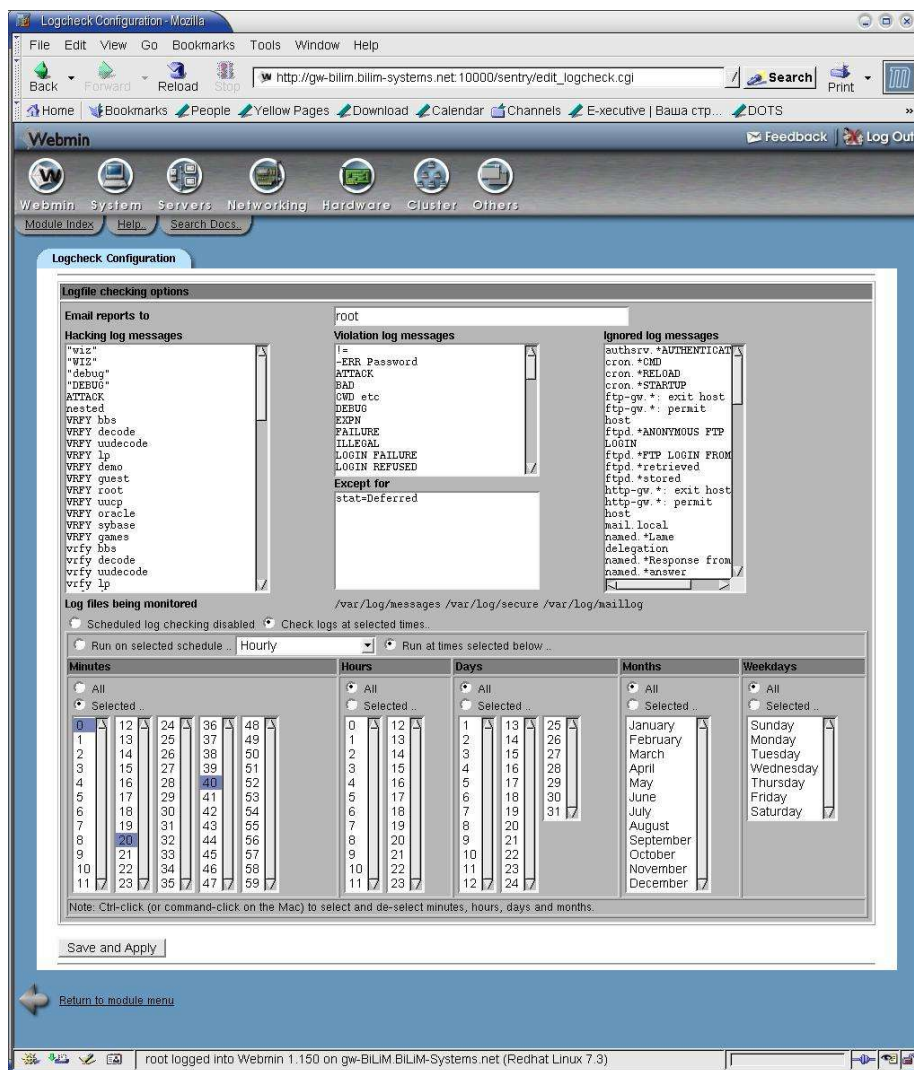 Logcheck Configuration - Mozilla
File Edit View Go Bookmarks Tools Window Help
Back Forward Reload Stop http://gw-bilim.bilim-systems.net:10000/sentry/edit_logcheck.cgi Search Print
Home Bookmarks People Yellow Pages Download Calendar Channels E-xecutive | Ваша стр... DOTS »
Webmin Feedback Log Out
Webmin System Servers Networking Hardware Cluster Others
Module Index Help.. Search Docs..
Logcheck Configuration
Logfile checking options
Email reports to root
Hacking log messages
"wiz"
"WIZ"
"debug"
"DEBUG"
ATTACK
nested
VRFY bbs
VRFY decode
VRFY uudecode
VRFY lp
VRFY demo
VRFY guest
VRFY root
VRFY uucp
VRFY oracle
VRFY sybase
VRFY games
vrfy bbs
vrfy decode
vrfy uudecode
vrfy lp
Violation log messages
!=
-ERR Password
ATTACK
BAD
CWD etc
DEBUG
EXPN
FAILURE
ILLEGAL
LOGIN FAILURE
LOGIN REFUSED
Except for
stat=Deferred
Ignored log messages
authsrv.*AUTHENTICAT
cron.*CMD
cron.*RELOAD
cron.*STARTUP
ftp-gw.*: exit host
ftp-gw.*: permit
host
ftpd.*ANONYMOUS FTP
LOGIN
ftpd.*FTP LOGIN FROM
ftpd.*retrieved
ftpd.*stored
http-gw.*: exit host
http-gw.*: permit
host
mail.local
named.*Lame
delegation
named.*Response from
named.*answer
Log files being monitored /var/log/messages /var/log/secure /var/log/maillog
Scheduled log checking disabled Check logs at selected times..
Run on selected schedule .. Hourly Run at times selected below ..
Minutes Hours Days Months Weekdays
All All All All All
Selected .. Selected .. Selected .. Selected .. Selected ..
0 12 24 36 48 0 12 1 13 25 January Sunday
1 13 25 37 49 1 13 2 14 26 February Monday
2 14 26 38 50 2 14 3 15 27 March Tuesday
3 15 27 39 51 3 15 4 16 28 April Wednesday
4 16 28 40 52 4 16 5 17 29 May Thursday
5 17 29 41 53 5 17 6 18 30 June Friday
6 18 30 42 54 6 18 7 19 31 July Saturday
7 19 31 43 55 7 19 8 20 August
8 20 32 44 56 8 20 9 21 September
9 21 33 45 57 9 21 10 22 October
10 22 34 46 58 10 22 11 23 November
11 23 35 47 59 11 23 12 24 December
Note: Ctrl-click (or command-click on the Mac) to select and de-select minutes, hours, days and months.
Save and Apply
Return to module menu
root logged into Webmin 1.150 on gw-BiLiM.BiLiM-Systems.net (Redhat Linux 7.3)